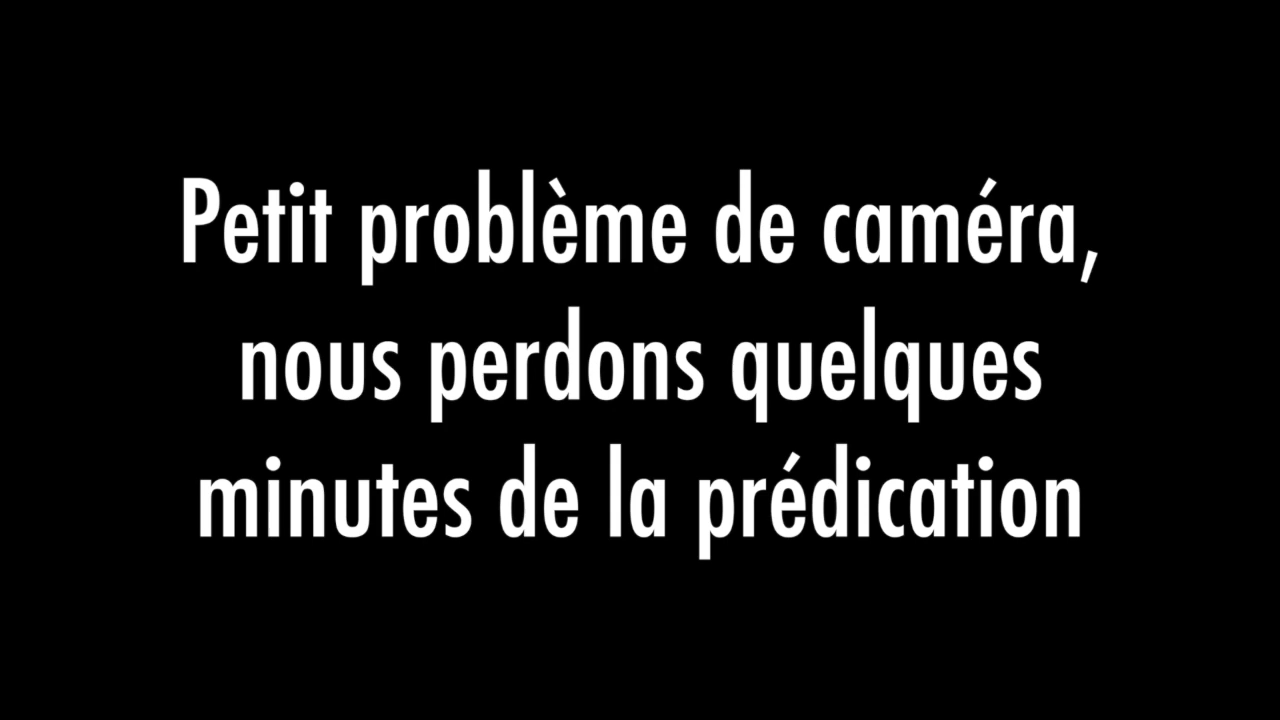 Petit problème de caméra,
nous perdons quelques
minutes de la prédication